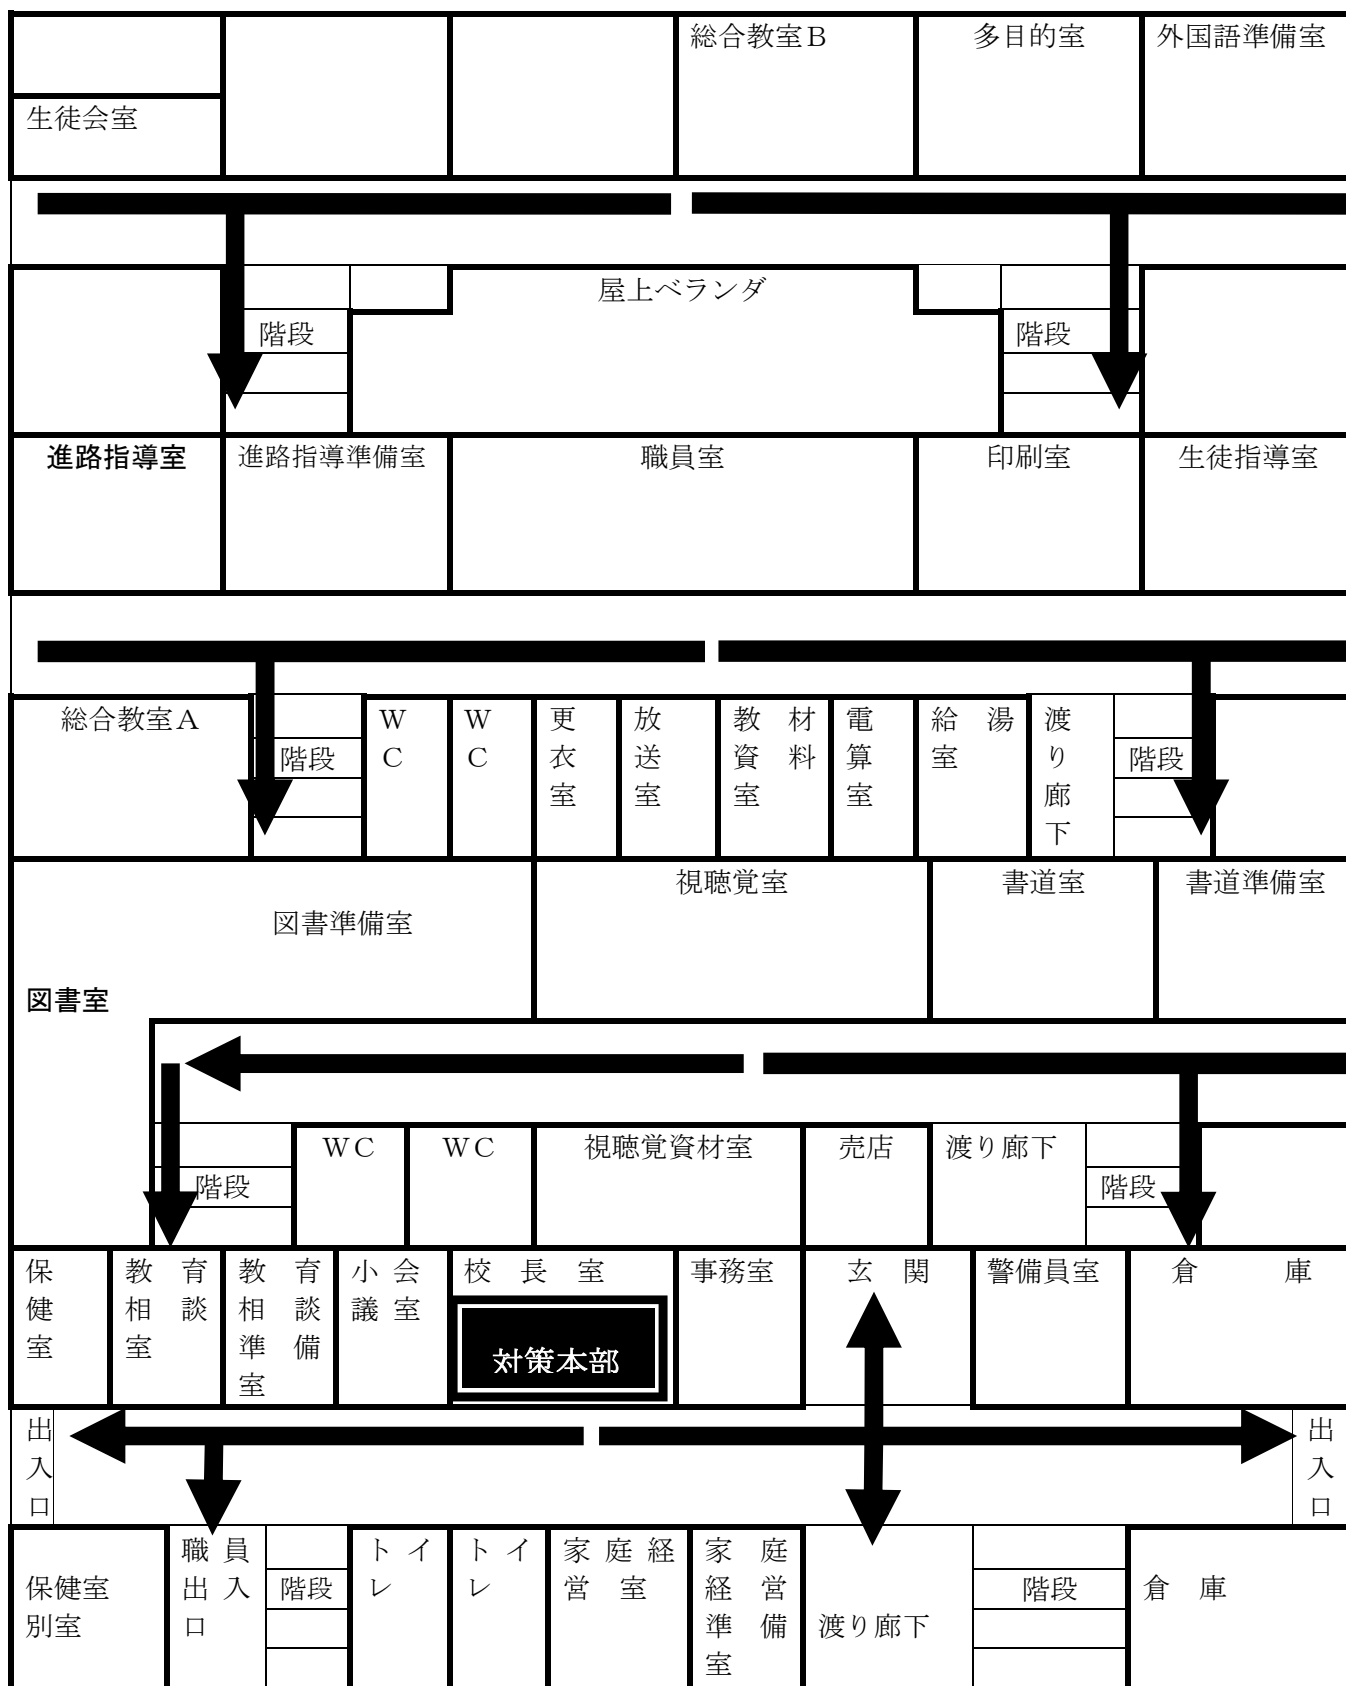 総合教室Ｂ
多目的室
外国語準備室
生徒会室
屋上ベランダ
階段
階段
進路指導室
進路指導準備室
職員室
印刷室
生徒指導室
総合教室Ａ
階段
ＷＣ
ＷＣ
更衣室
放送室
教材
資料
室
電算室
給湯
室
渡り廊下
階段
視聴覚室
書道室
書道準備室
図書準備室
図書室
階段
ＷＣ
ＷＣ
視聴覚資材室
売店
渡り廊下
階段
保健室
教育
相談
室
教育
相談
準備
室
小会
議室
校長室
対策本部
事務室
玄関
警備員室
倉庫
出入口
出入口
保健室
別室
職員
出入
口
階段
トイ
レ
トイ
レ
家庭経
営室
家庭
経営
準備
室
渡り廊下
階段
倉庫